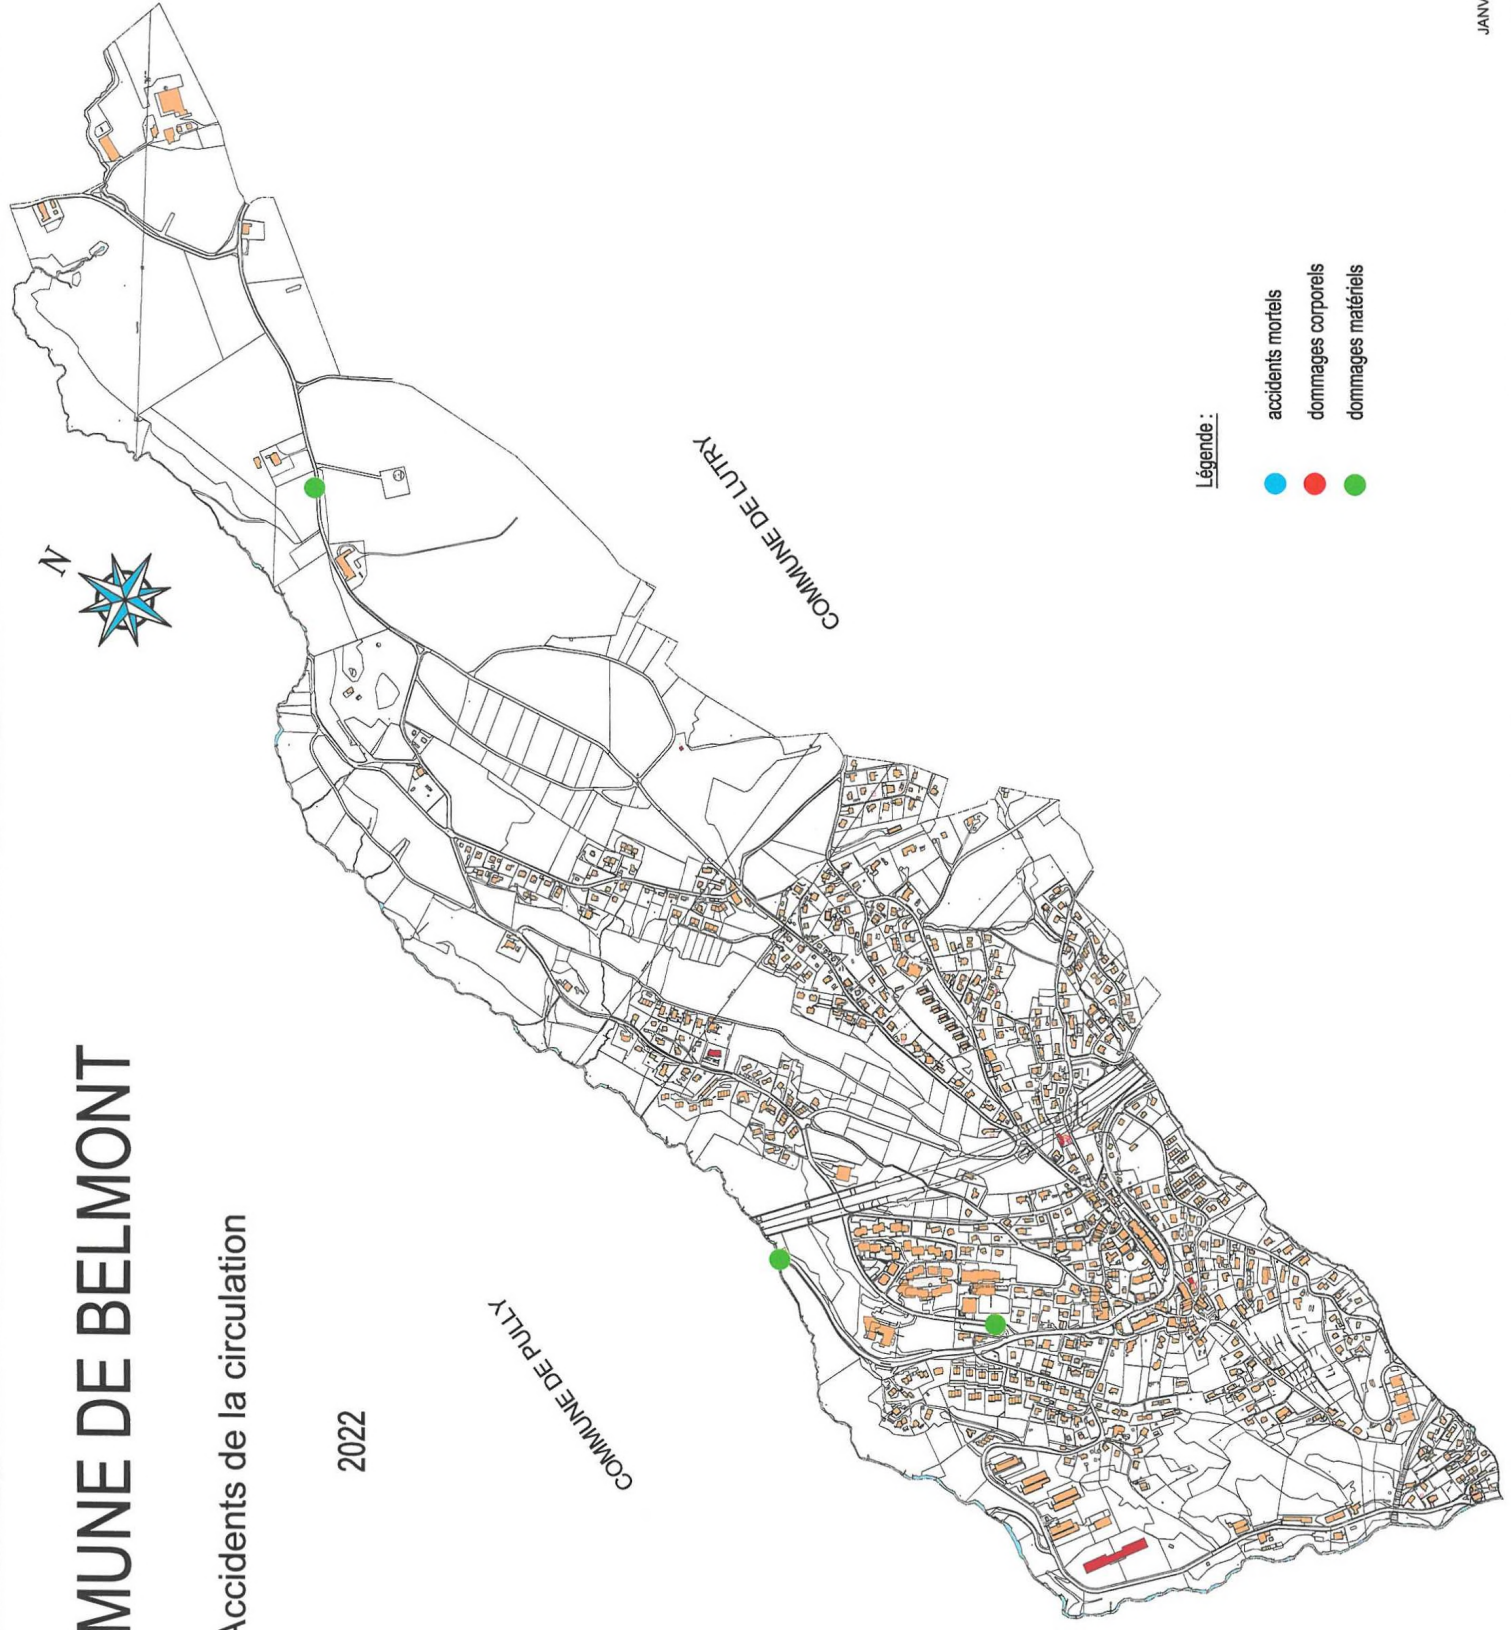 MUNE DE BELMONT
Accidents de la circulation
2022
N
COMMUNE DE PULLY
COMMUNE DE LUTRY
Légende :
accidents mortels
dommages corporels
dommages matériels
JANV